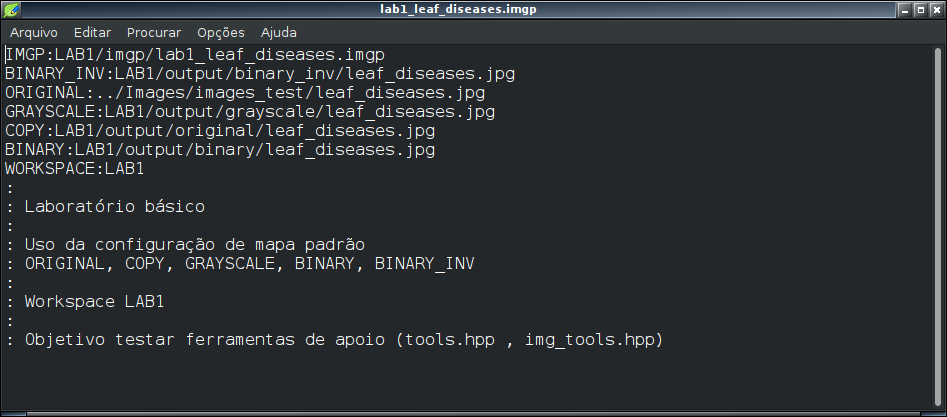 lab1_leaf_diseases.imgp
Arquivo Editar Procurar Opções Ajuda
IMGP:LAB1/imgp/lab1_leaf_diseases.imgp
BINARY_INV:LAB1/output/binary_inv/leaf_diseases.jpg
ORIGINAL:../Images/images_test/leaf_diseases.jpg
GRAYSCALE:LAB1/output/grayscale/leaf_diseases.jpg
COPY:LAB1/output/original/leaf_diseases.jpg
BINARY:LAB1/output/binary/leaf_diseases.jpg
WORKSPACE:LAB1
:
: Laboratório básico
:
: Uso da configuração de mapa padrão
: ORIGINAL, COPY, GRAYSCALE, BINARY, BINARY_INV
:
: Workspace LAB1
:
: Objetivo testar ferramentas de apoio (tools.hpp , img_tools.hpp)